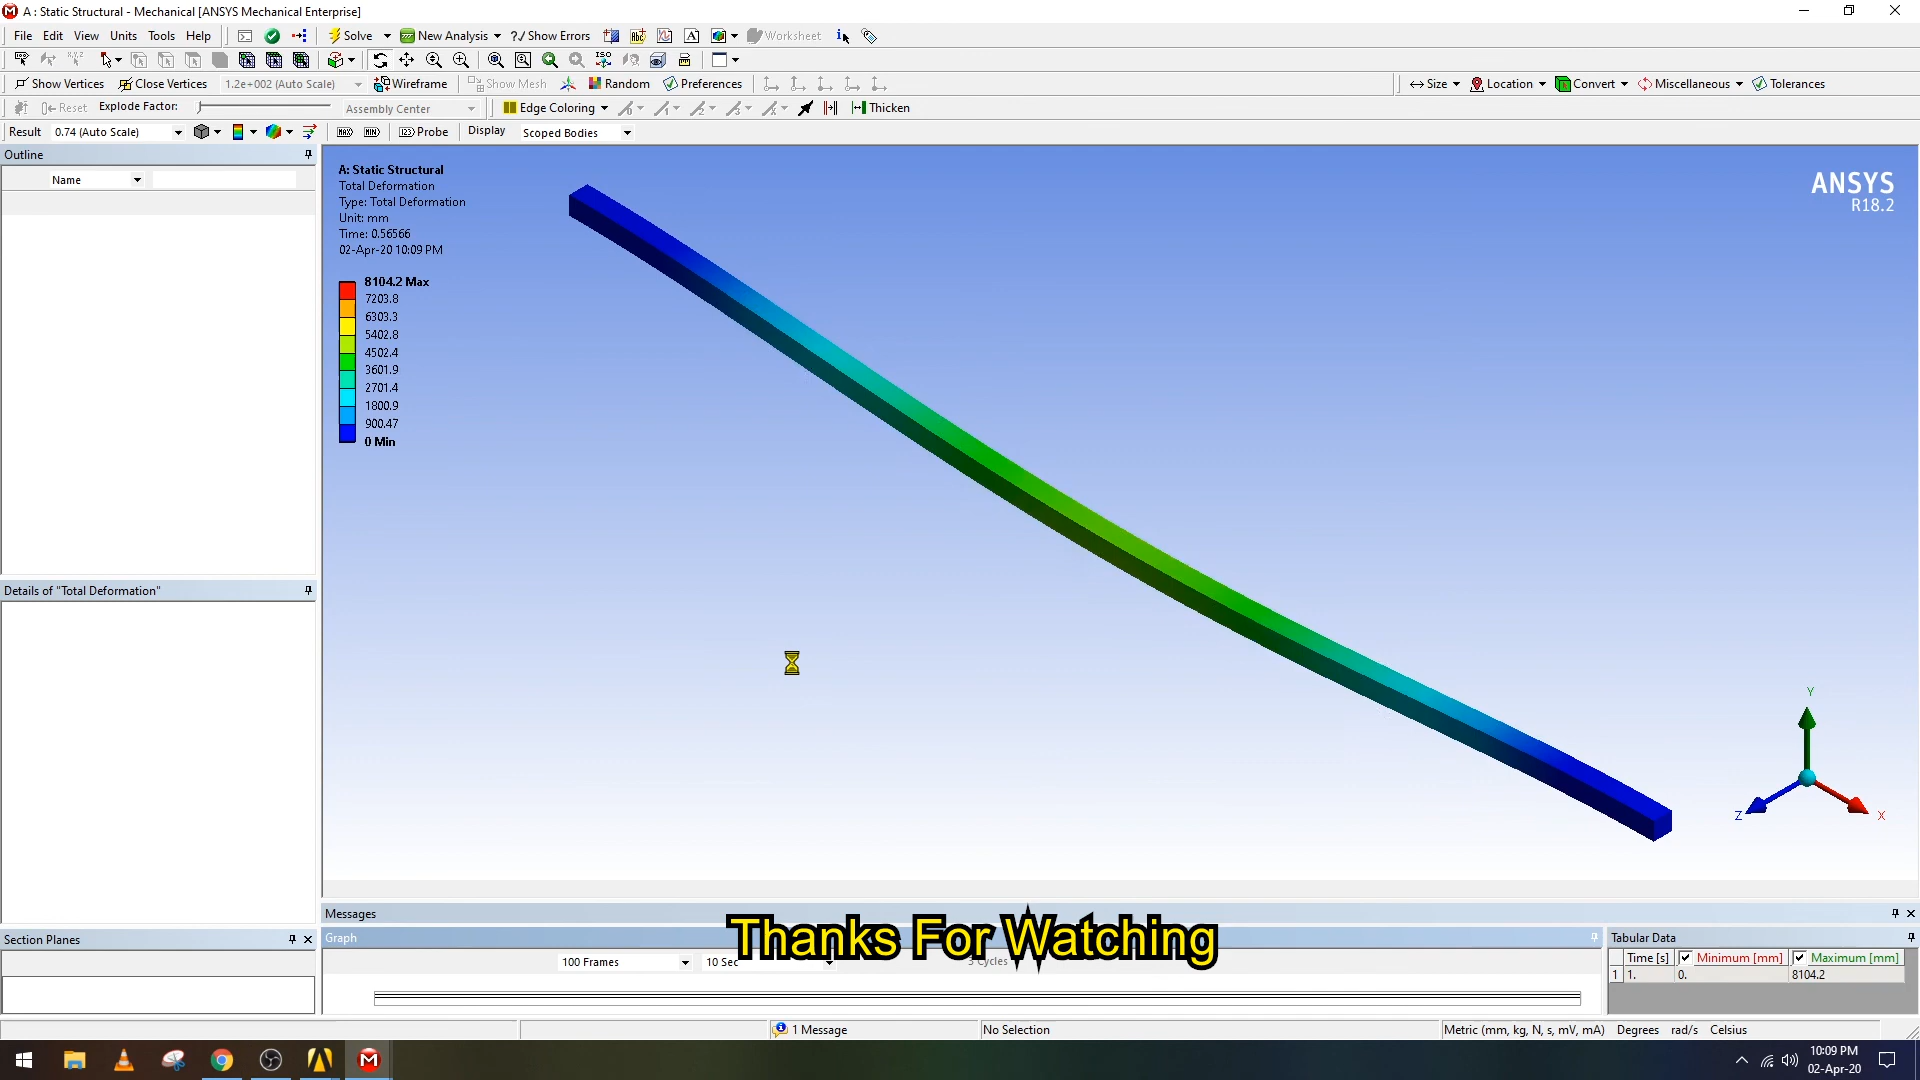 A : Static Structural - Mechanical [ANSYS Mechanical Enterprise]
File Edit View Units Tools Help Solve New Analysis Show Errors Worksheet
Show Vertices Close Vertices 1.2e+002 (Auto Scale) Wireframe Show Mesh Random Preferences Size Location Convert Miscellaneous Tolerances
Reset Explode Factor: Assembly Center Edge Coloring Thicken
Result 0.74 (Auto Scale) MAX MIN Probe Display Scoped Bodies
Outline
Name
A: Static Structural
Total Deformation
Type: Total Deformation
Unit: mm
Time: 0.56566
02-Apr-20 10:09 PM
8104.2 Max
7203.8
6303.3
5402.8
4502.4
3601.9
2701.4
1800.9
900.47
0 Min
ANSYS
R18.2
Details of "Total Deformation"
Y
Z
X
Messages
Section Planes
Graph
Thanks For Watching
100 Frames 10 Sec 3 Cycles
Tabular Data
Time [s] Minimum [mm] Maximum [mm]
1 1. 0. 8104.2
1 Message No Selection Metric (mm, kg, N, s, mV, mA) Degrees rad/s Celsius
10:09 PM
02-Apr-20